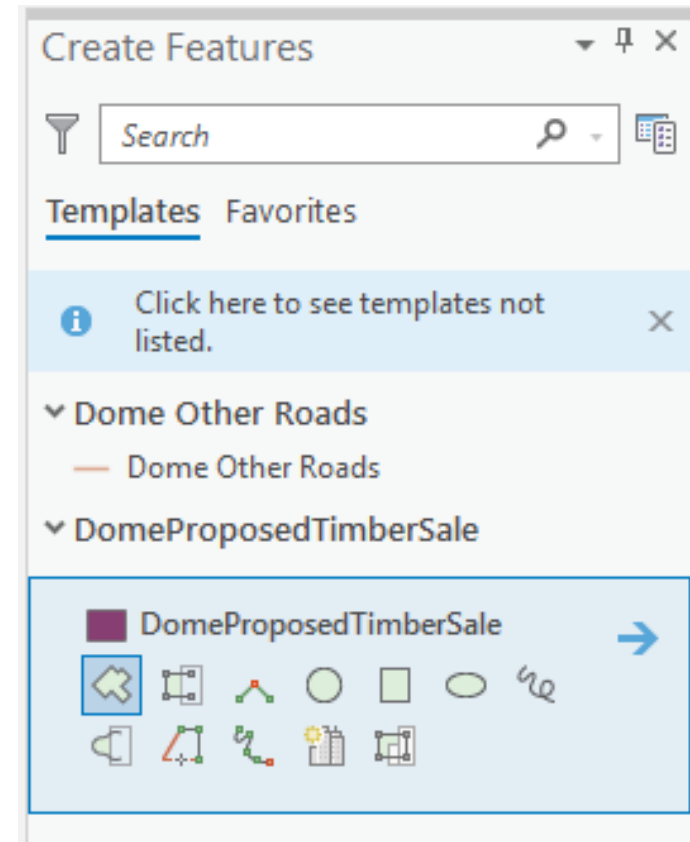 Create Features
Search
Templates Favorites
Click here to see templates not
listed.
Dome Other Roads
Dome Other Roads
DomeProposedTimberSale
DomeProposedTimberSale